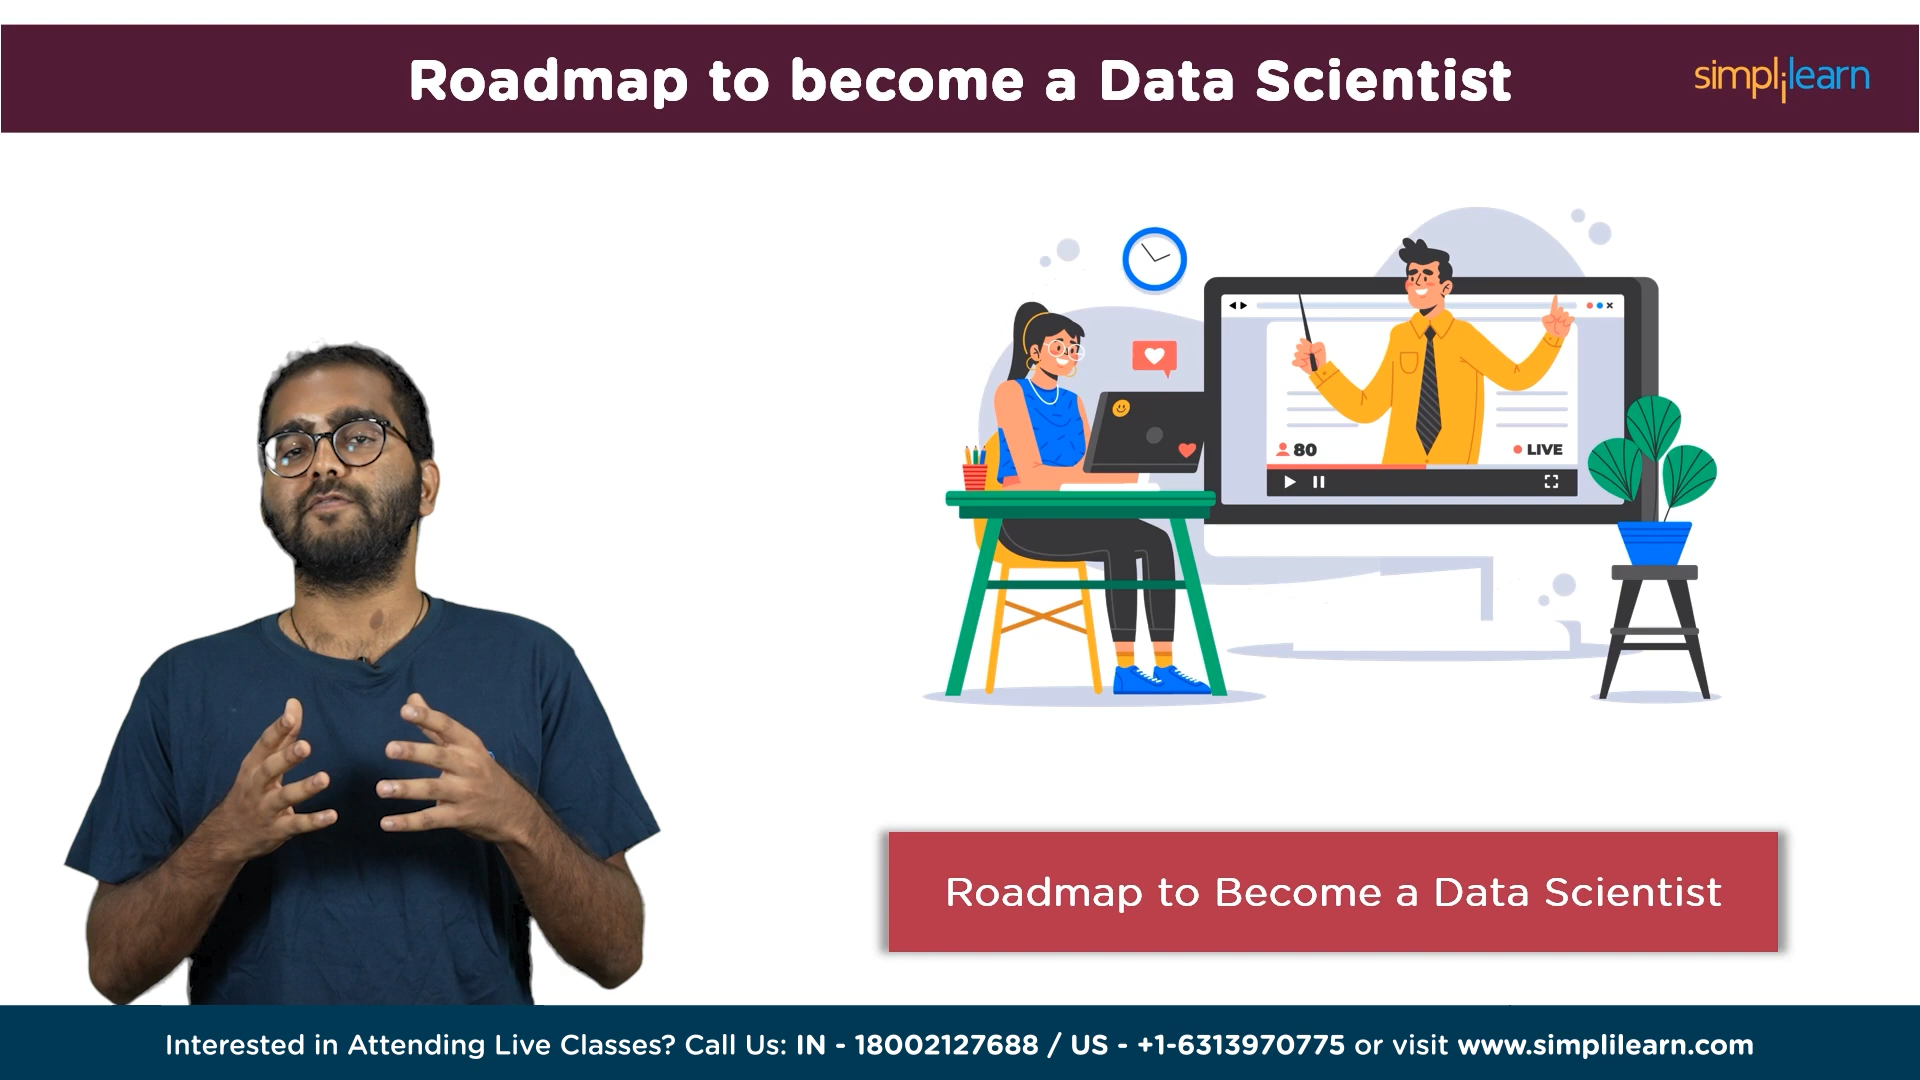 Roadmap to become a Data Scientist
simplilearn
80
LIVE
Roadmap to Become a Data Scientist
Interested in Attending Live Classes? Call Us: IN - 18002127688 / US - +1-6313970775 or visit www.simplilearn.com